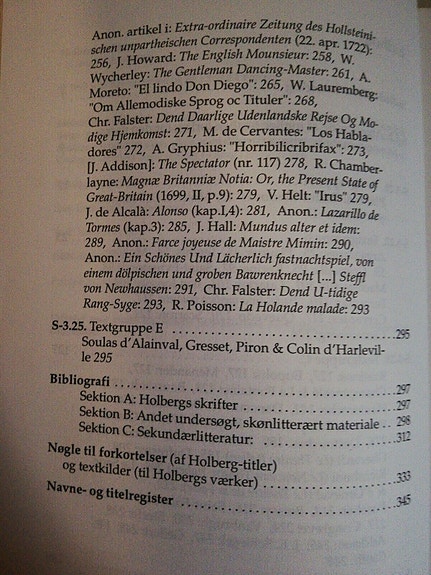 Anon. artikel i: Extra-ordinaire Zeitung des Hollsteini-
schen unpartheischen Correspondenten (22. apr. 1722):
256, J. Howard: The English Mounsieur: 258, W.
Wycherley: The Gentleman Dancing-Master: 261, A.
Moreto: "El lindo Don Diego": 265, W. Lauremberg:
"Om Allemodiske Sprog oc Tituler": 268,
Chr. Falster: Dend Daarlige Udenlandske Rejse Og Mo-
dige Hjemkomst: 271, M. de Cervantes: "Los Habla-
dores" 272, A. Gryphius: "Horribilicribrifax": 273,
[J. Addison]: The Spectator (nr. 117) 278, R. Chamber-
layne: Magnæ Britanniæ Notia: Or, the Present State of
Great-Britain (1699, II, p.9): 279, V. Helt: "Irus" 279,
J. de Alcalà: Alonso (kap.I,4): 281, Anon.: Lazarillo de
Tormes (kap.3): 285, J. Hall: Mundus alter et idem:
289, Anon.: Farce joyeuse de Maistre Mimin: 290,
Anon.: Ein Schönes Und Lächerlich fastnachtspiel, von
einem dölpischen und groben Bawrenknecht [...] Steffl
von Newhaussen: 291, Chr. Falster: Dend U-tidige
Rang-Syge: 293, R. Poisson: La Holande malade: 293
S-3.25. Textgruppe E ........ 295
Soulas d'Alainval, Gresset, Piron & Colin d'Harlevil-
le 295
Bibliografi ........ 297
Sektion A: Holbergs skrifter ........ 297
Sektion B: Andet undersøgt, skønlitterært materiale .. 298
Sektion C: Sekundærlitteratur: ........ 312
Nøgle til forkortelser (af Holberg-titler)
og textkilder (til Holbergs værker) ........ 333
Navne- og titelregister ........ 345